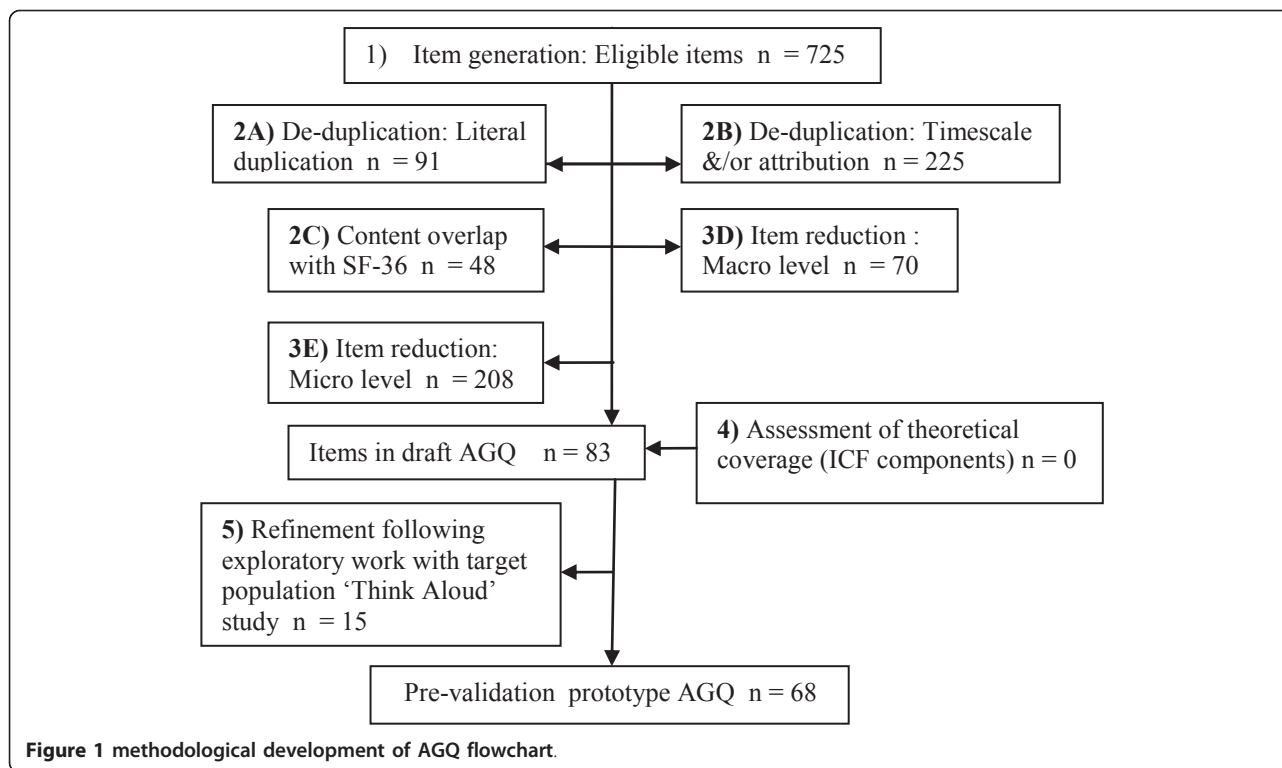 1) Item generation: Eligible items n = 725
2A) De-duplication: Literal
duplication n = 91
2B) De-duplication: Timescale
&/or attribution n = 225
2C) Content overlap
with SF-36 n = 48
3D) Item reduction :
Macro level n = 70
3E) Item reduction:
Micro level n = 208
Items in draft AGQ n = 83
4) Assessment of theoretical
coverage (ICF components) n = 0
5) Refinement following
exploratory work with target
population ‘Think Aloud’
study n = 15
Pre-validation prototype AGQ n = 68
Figure 1 methodological development of AGQ flowchart.